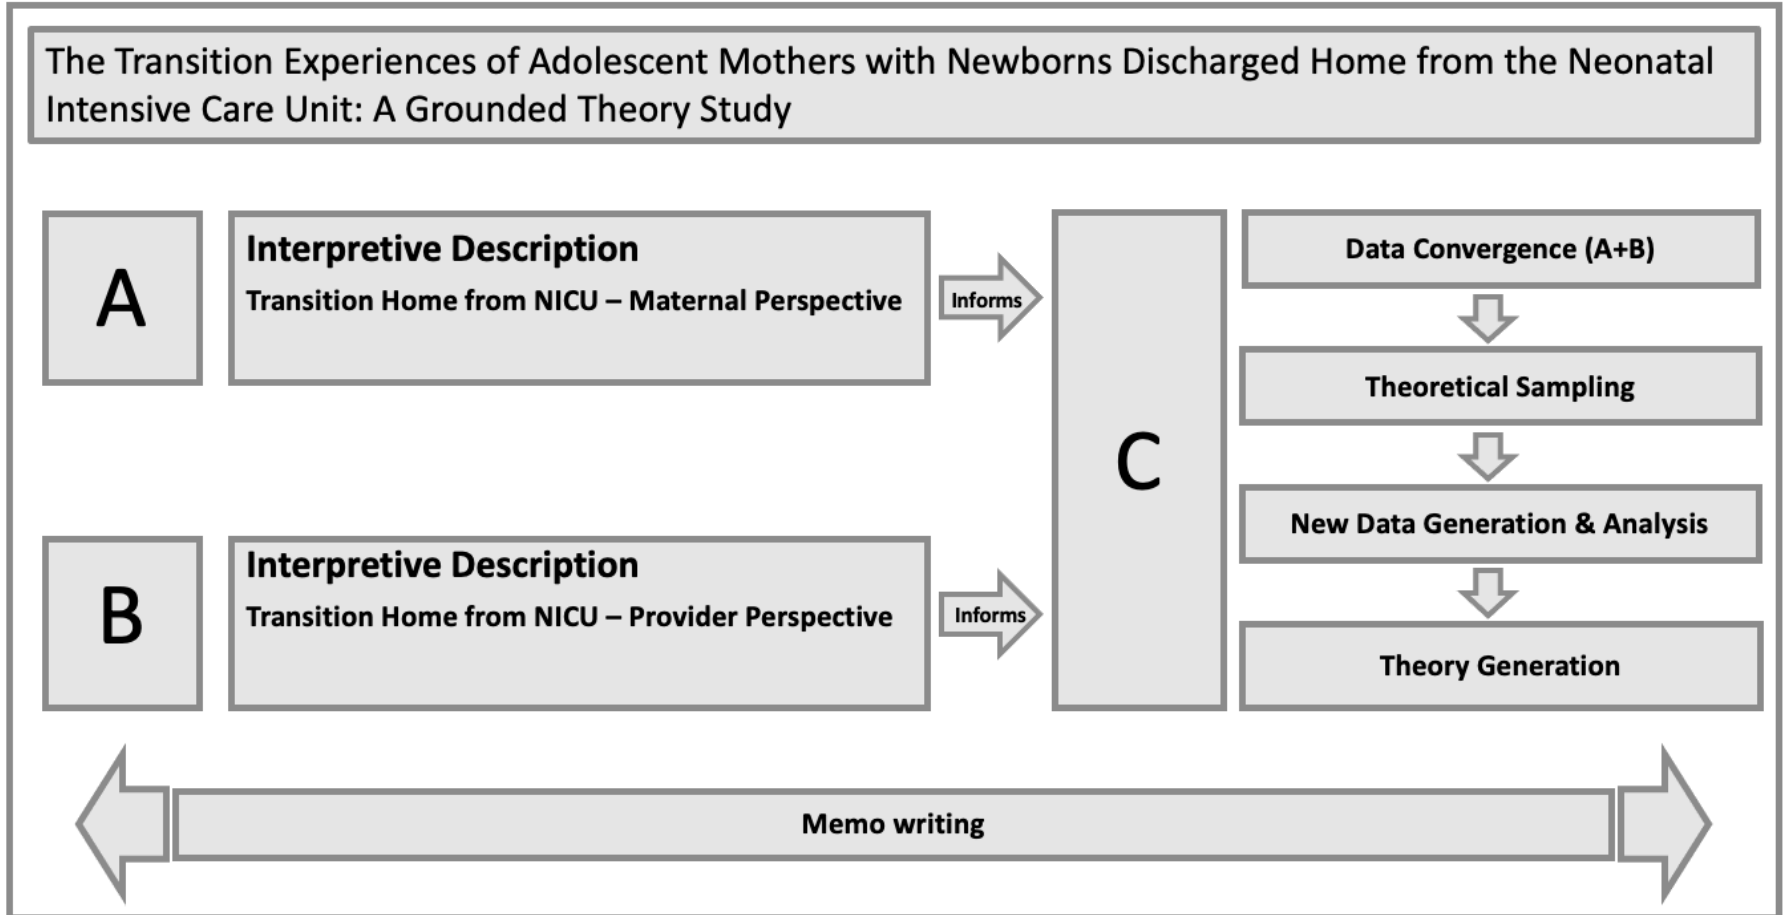 The Transition Experiences of Adolescent Mothers with Newborns Discharged Home from the Neonatal
Intensive Care Unit: A Grounded Theory Study
A
Interpretive Description
Transition Home from NICU – Maternal Perspective
Informs
B
Interpretive Description
Transition Home from NICU – Provider Perspective
Informs
C
Data Convergence (A+B)
Theoretical Sampling
New Data Generation & Analysis
Theory Generation
Memo writing